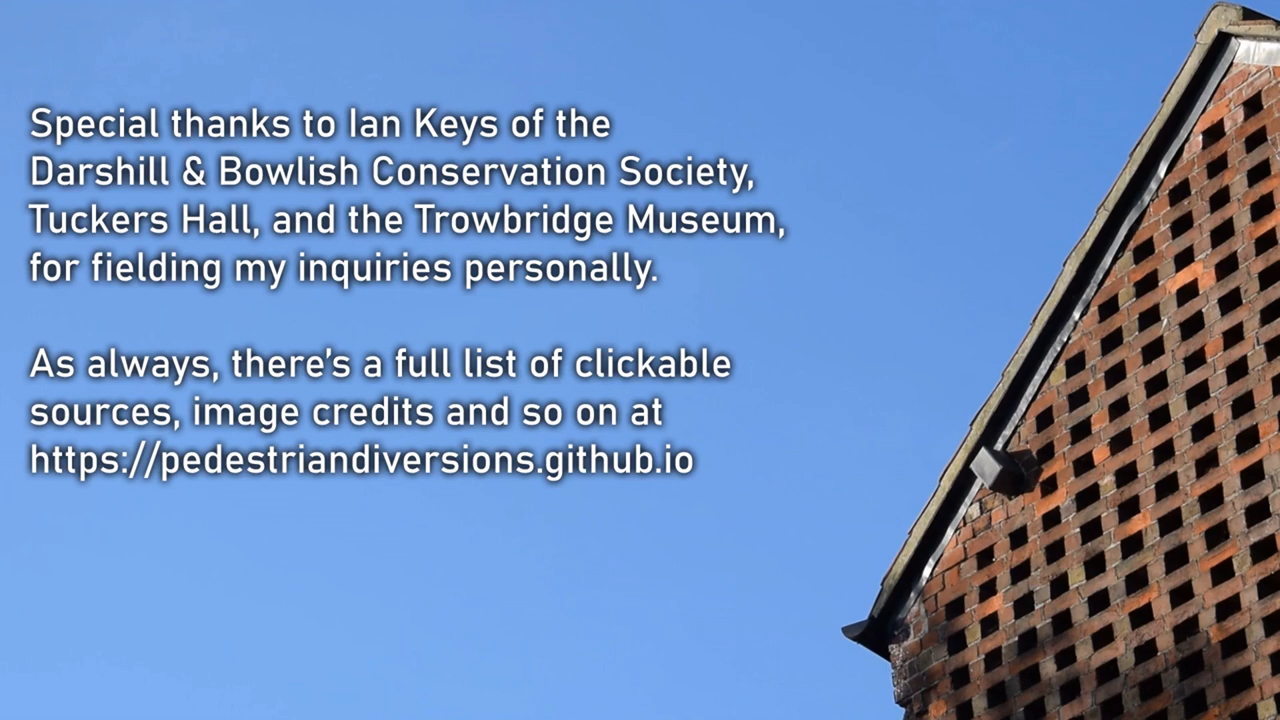 Special thanks to Ian Keys of the
Darshill & Bowlish Conservation Society,
Tuckers Hall, and the Trowbridge Museum,
for fielding my inquiries personally.
As always, there's a full list of clickable
sources, image credits and so on at
https://pedestriandiversions.github.io